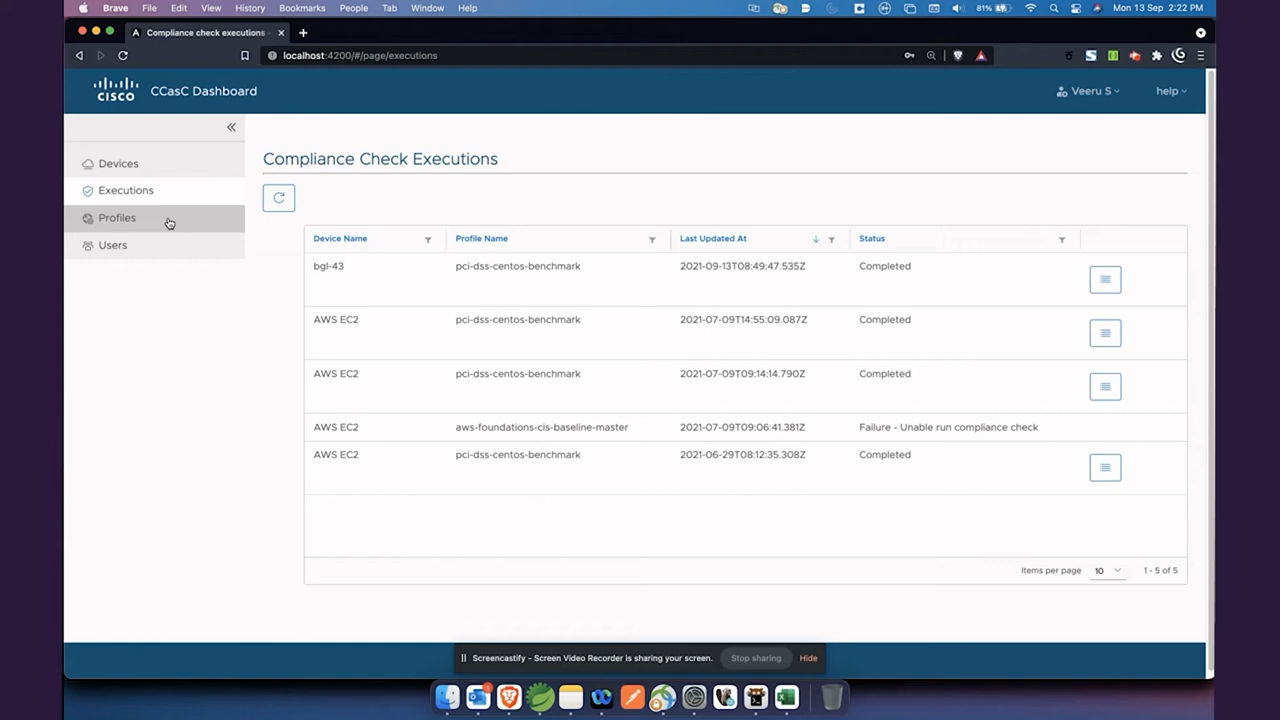 Brave File Edit View History Bookmarks People Tab Window Help 81% Mon 13 Sep 2:22 PM
Compliance check executions -
localhost:4200/#/page/executions
CISCO CCasC Dashboard Veeru S help
Devices
Executions
Profiles
Users
Compliance Check Executions
Device Name Profile Name Last Updated At Status
bgl-43 pci-dss-centos-benchmark 2021-09-13T08:49:47.535Z Completed
AWS EC2 pci-dss-centos-benchmark 2021-07-09T14:55:09.087Z Completed
AWS EC2 pci-dss-centos-benchmark 2021-07-09T09:14:14.790Z Completed
AWS EC2 aws-foundations-cis-baseline-master 2021-07-09T09:06:41.381Z Failure - Unable run compliance check
AWS EC2 pci-dss-centos-benchmark 2021-06-29T08:12:35.308Z Completed
Items per page 10 1 - 5 of 5
Screencastify - Screen Video Recorder is sharing your screen. Stop sharing Hide